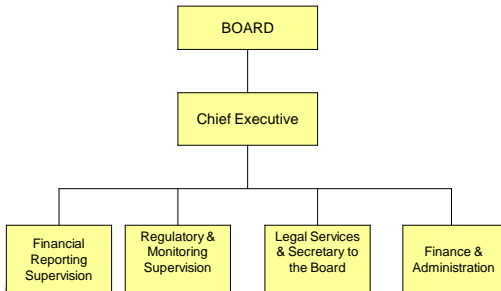 BOARD
Chief Executive
Financial
Reporting
Supervision
Regulatory &
Monitoring
Supervision
Legal Services
& Secretary to
the Board
Finance &
Administration